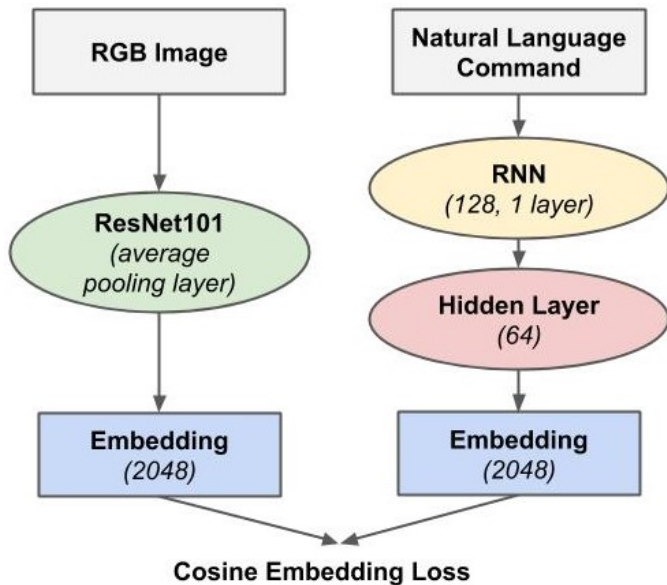 RGB Image
ResNet101
(average
pooling layer)
Embedding
(2048)
Natural Language
Command
RNN
(128, 1 layer)
Hidden Layer
(64)
Embedding
(2048)
Cosine Embedding Loss